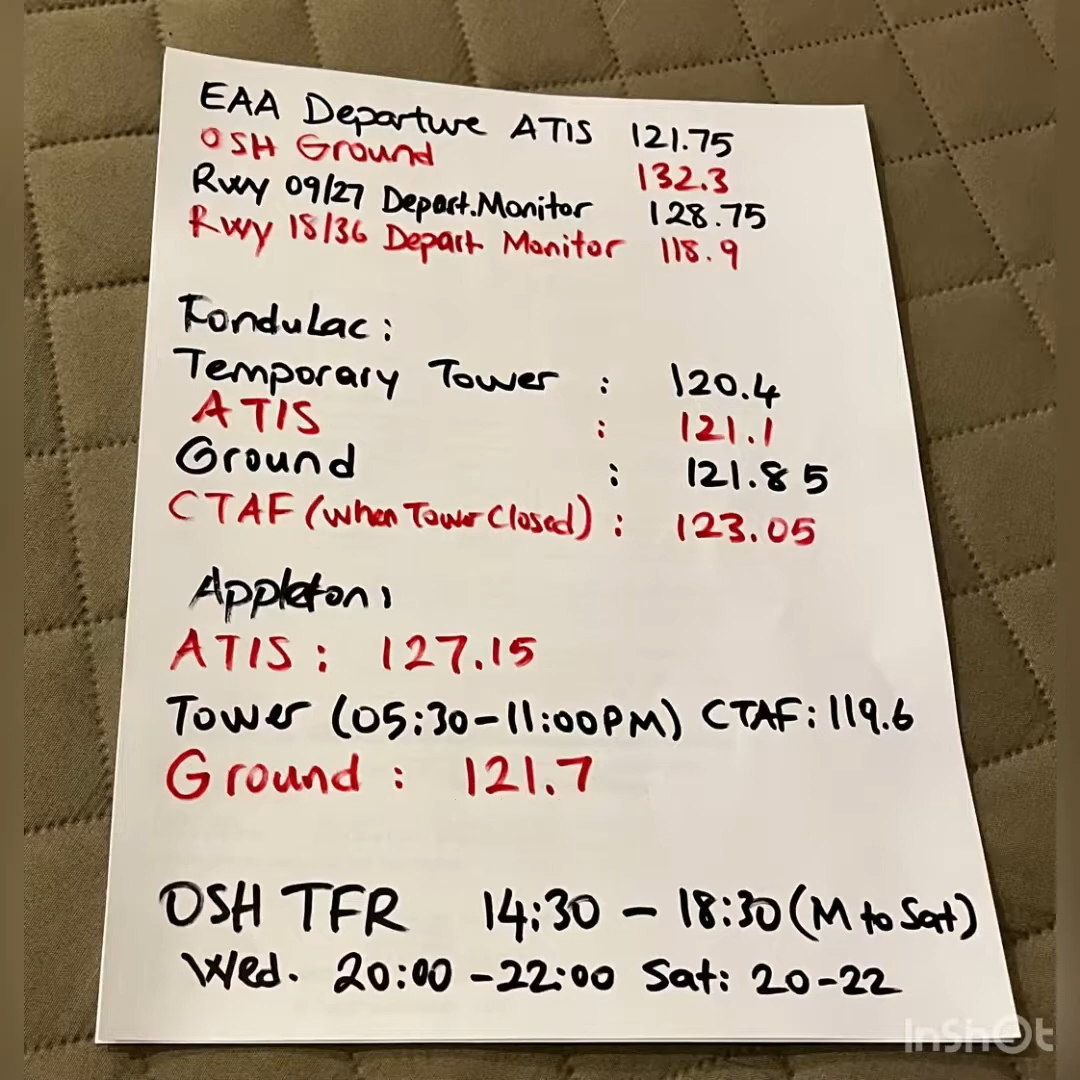 EAA Departure ATIS 121.75
OSH Ground 132.3
Rwy 09/27 Depart.Monitor 128.75
Rwy 18/36 Depart Monitor 118.9
Fondulac:
Temporary Tower : 120.4
ATIS : 121.1
Ground : 121.85
CTAF (when Tower Closed) : 123.05
Appleton:
ATIS : 127.15
Tower (05:30-11:00PM) CTAF: 119.6
Ground : 121.7
OSH TFR 14:30 - 18:30 (M to Sat)
Wed. 20:00 - 22:00 Sat: 20-22
InShOt